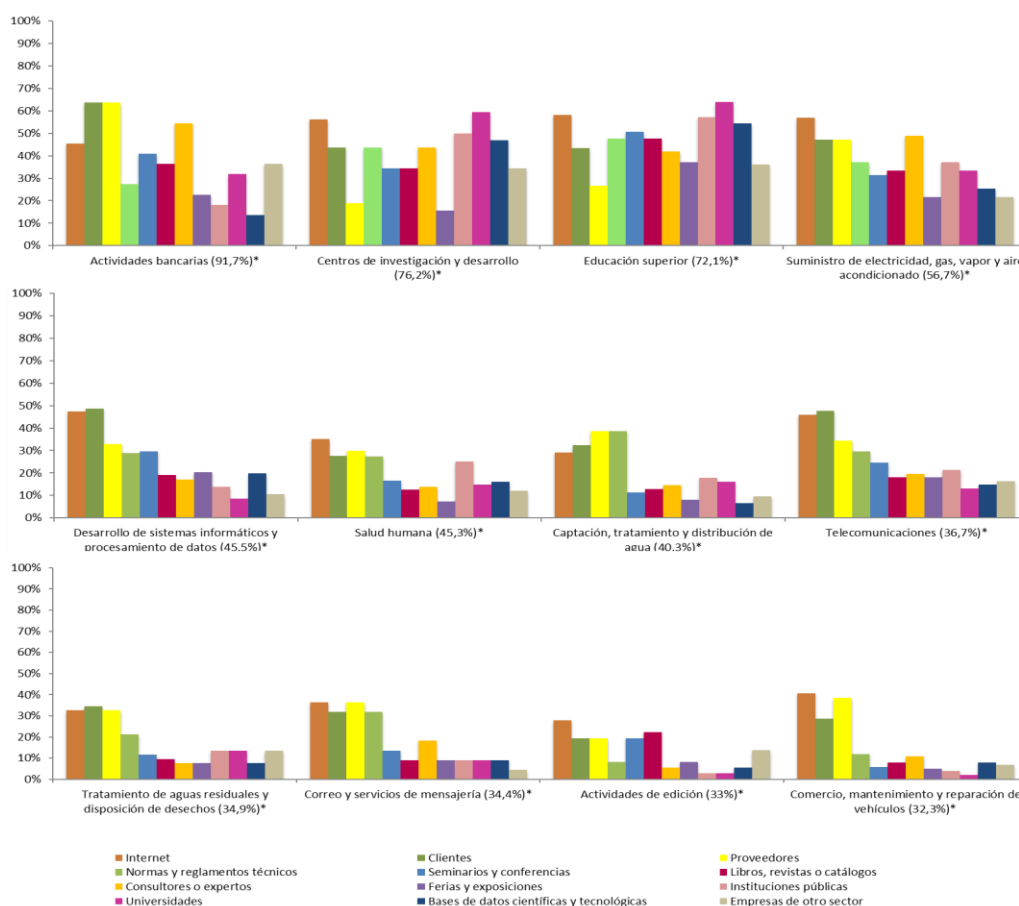 100%
90%
80%
70%
60%
50%
40%
30%
20%
10%
0%
Actividades bancarias (91,7%)*
Centros de investigación y desarrollo
(76,2%)*
Educación superior (72,1%)*
Suministro de electricidad, gas, vapor y aire
acondicionado (56,7%)*
100%
90%
80%
70%
60%
50%
40%
30%
20%
10%
0%
Desarrollo de sistemas informáticos y
procesamiento de datos (45,5%)*
Salud humana (45,3%)*
Captación, tratamiento y distribución de
agua (40,3%)*
Telecomunicaciones (36,7%)*
100%
90%
80%
70%
60%
50%
40%
30%
20%
10%
0%
Tratamiento de aguas residuales y
disposición de desechos (34,9%)*
Correo y servicios de mensajería (34,4%)*
Actividades de edición (33%)*
Comercio, mantenimiento y reparación de
vehículos (32,3%)*
Internet
Clientes
Proveedores
Normas y reglamentos técnicos
Seminarios y conferencias
Libros, revistas o catálogos
Consultores o expertos
Ferias y exposiciones
Instituciones públicas
Universidades
Bases de datos científicas y tecnológicas
Empresas de otro sector